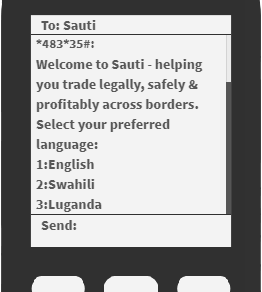 To: Sauti
*483*35#:
Welcome to Sauti - helping
you trade legally, safely &
profitably across borders.
Select your preferred
language:
1:English
2:Swahili
3:Luganda
Send: